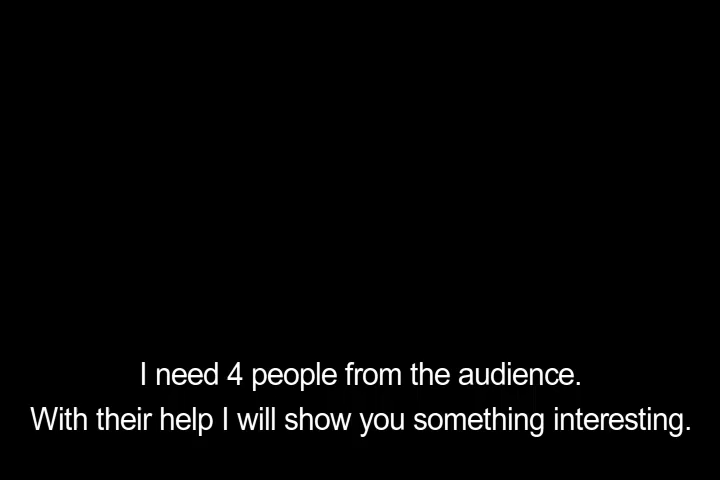 I need 4 people from the audience.
With their help I will show you something interesting.